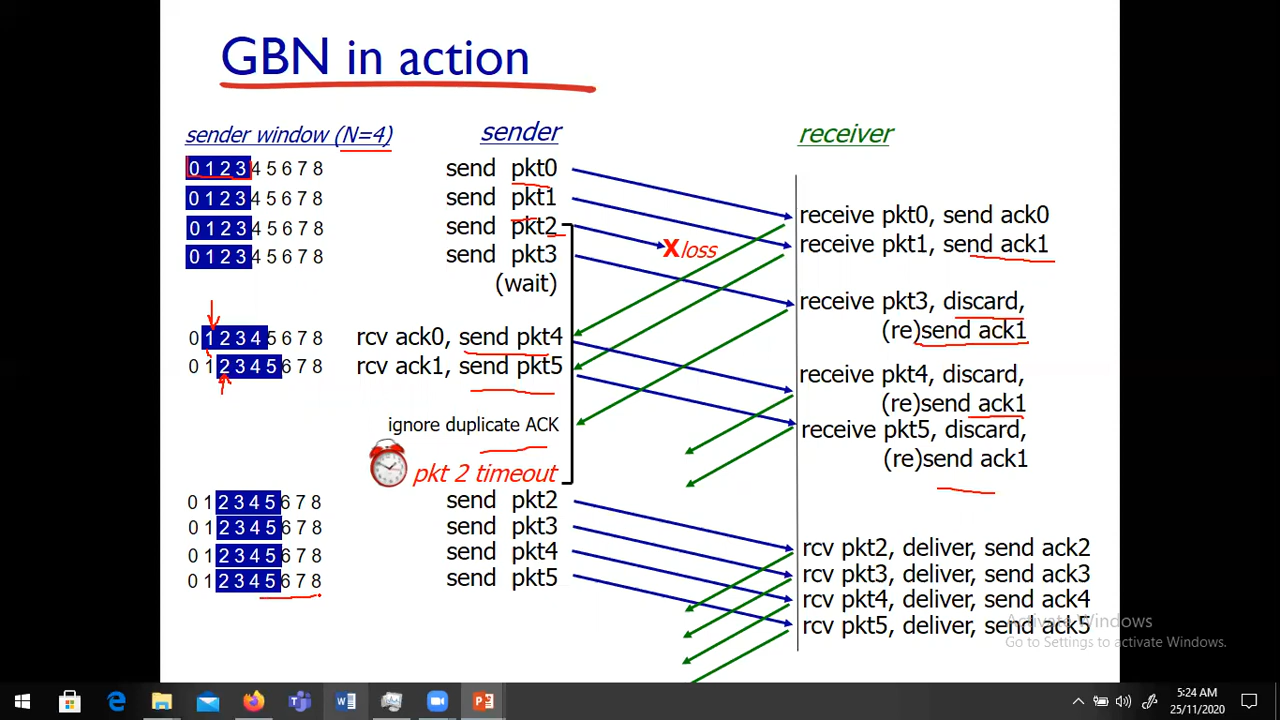 GBN in action
sender window (N=4)
sender
receiver
0 1 2 3 4 5 6 7 8
send pkt0
0 1 2 3 4 5 6 7 8
send pkt1
0 1 2 3 4 5 6 7 8
send pkt2
0 1 2 3 4 5 6 7 8
send pkt3
(wait)
X loss
receive pkt0, send ack0
receive pkt1, send ack1
receive pkt3, discard,
(re)send ack1
0 1 2 3 4 5 6 7 8
rcv ack0, send pkt4
0 1 2 3 4 5 6 7 8
rcv ack1, send pkt5
receive pkt4, discard,
(re)send ack1
receive pkt5, discard,
(re)send ack1
ignore duplicate ACK
pkt 2 timeout
0 1 2 3 4 5 6 7 8
send pkt2
0 1 2 3 4 5 6 7 8
send pkt3
0 1 2 3 4 5 6 7 8
send pkt4
0 1 2 3 4 5 6 7 8
send pkt5
rcv pkt2, deliver, send ack2
rcv pkt3, deliver, send ack3
rcv pkt4, deliver, send ack4
rcv pkt5, deliver, send ack5
Activate Windows
Go to Settings to activate Windows.
5:24 AM
25/11/2020